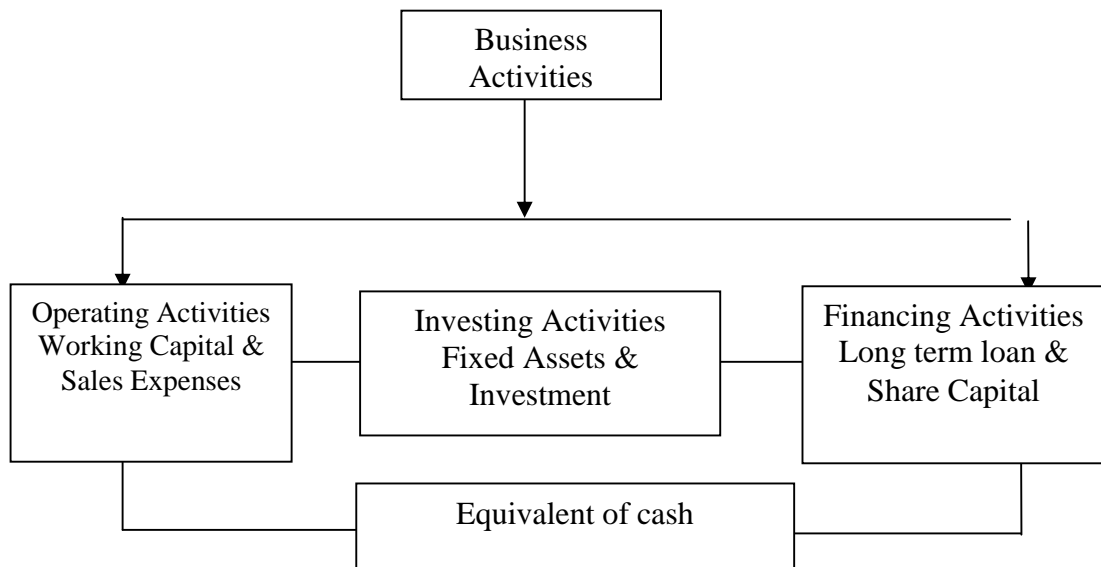 Business
Activities
Operating Activities
Working Capital &
Sales Expenses
Investing Activities
Fixed Assets &
Investment
Financing Activities
Long term loan &
Share Capital
Equivalent of cash